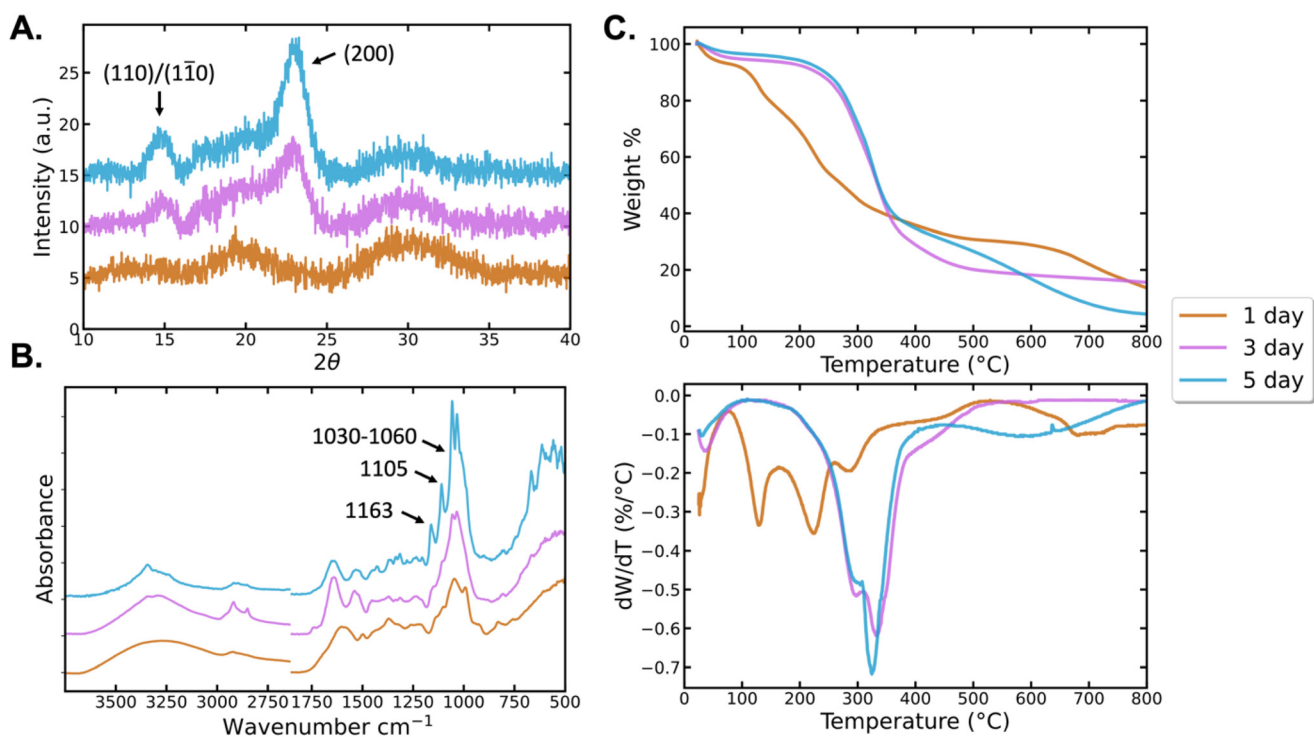 A.
(110)/(11̅0)
(200)
Intensity (a.u.)
25
20
15
10
5
0
10 15 20 25 30 35 40
2θ
B.
1030-1060
1105
1163
Absorbance
3500 3250 3000 2750 1750 1500 1250 1000 750 500
Wavenumber cm⁻¹
C.
Weight %
100
80
60
40
20
0
0 100 200 300 400 500 600 700 800
Temperature (°C)
dW/dT (%/°C)
0.0
−0.1
−0.2
−0.3
−0.4
−0.5
−0.6
−0.7
0 100 200 300 400 500 600 700 800
Temperature (°C)
1 day
3 day
5 day